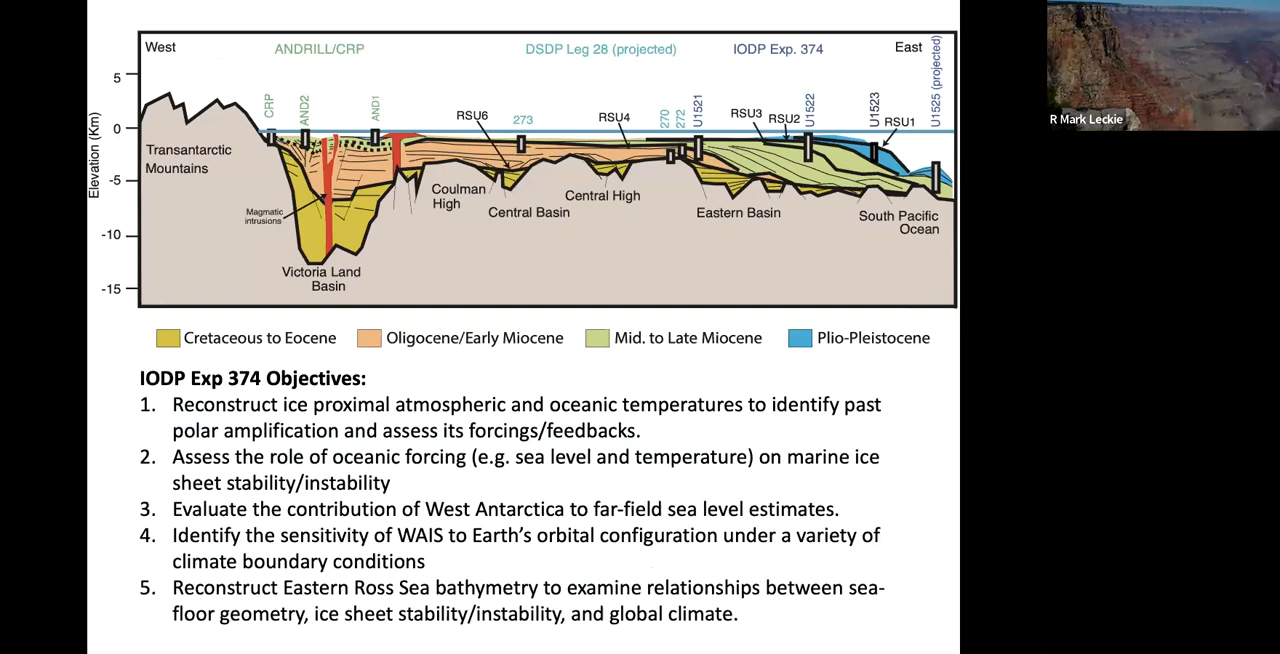 West
ANDRILL/CRP
DSDP Leg 28 (projected)
IODP Exp. 374
East
5
0
-5
-10
-15
Elevation (Km)
CRP
AND2
AND1
RSU6
273
RSU4
270
272
U1521
RSU3
RSU2
U1522
U1523
RSU1
U1525 (projected)
R Mark Leckie
Transantarctic
Mountains
Magmatic
intrusions
Coulman
High
Central Basin
Central High
Eastern Basin
South Pacific
Ocean
Victoria Land
Basin
Cretaceous to Eocene
Oligocene/Early Miocene
Mid. to Late Miocene
Plio-Pleistocene
IODP Exp 374 Objectives:
1. Reconstruct ice proximal atmospheric and oceanic temperatures to identify past
polar amplification and assess its forcings/feedbacks.
2. Assess the role of oceanic forcing (e.g. sea level and temperature) on marine ice
sheet stability/instability
3. Evaluate the contribution of West Antarctica to far-field sea level estimates.
4. Identify the sensitivity of WAIS to Earth's orbital configuration under a variety of
climate boundary conditions
5. Reconstruct Eastern Ross Sea bathymetry to examine relationships between sea-
floor geometry, ice sheet stability/instability, and global climate.